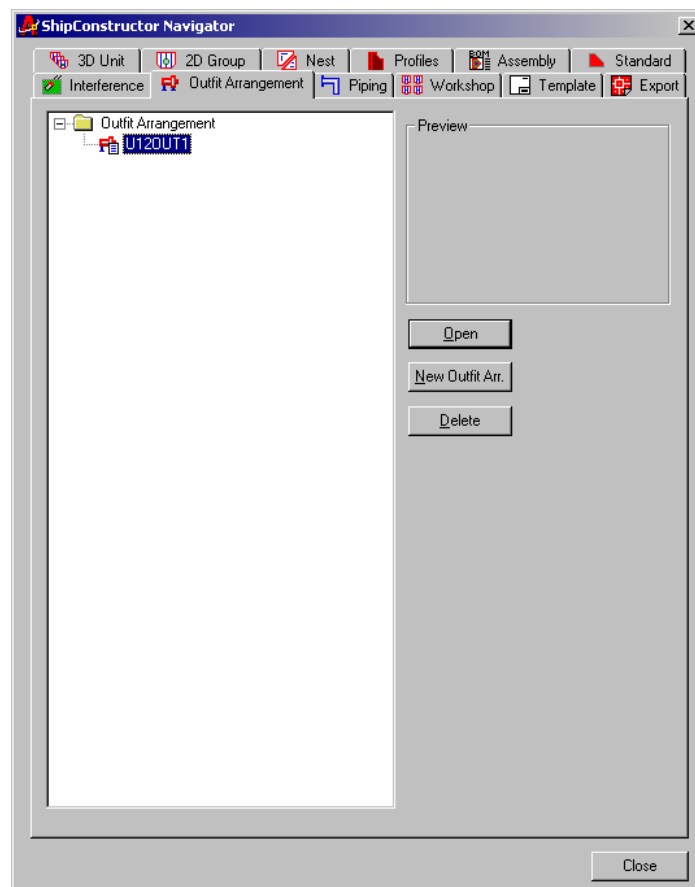 ShipConstructor Navigator
3D Unit 2D Group Nest Profiles BOM Assembly Standard
Interference Outfit Arrangement Piping Workshop Template Export
Outfit Arrangement Preview
U12OUT1
Open
New Outfit Arr.
Delete
Close